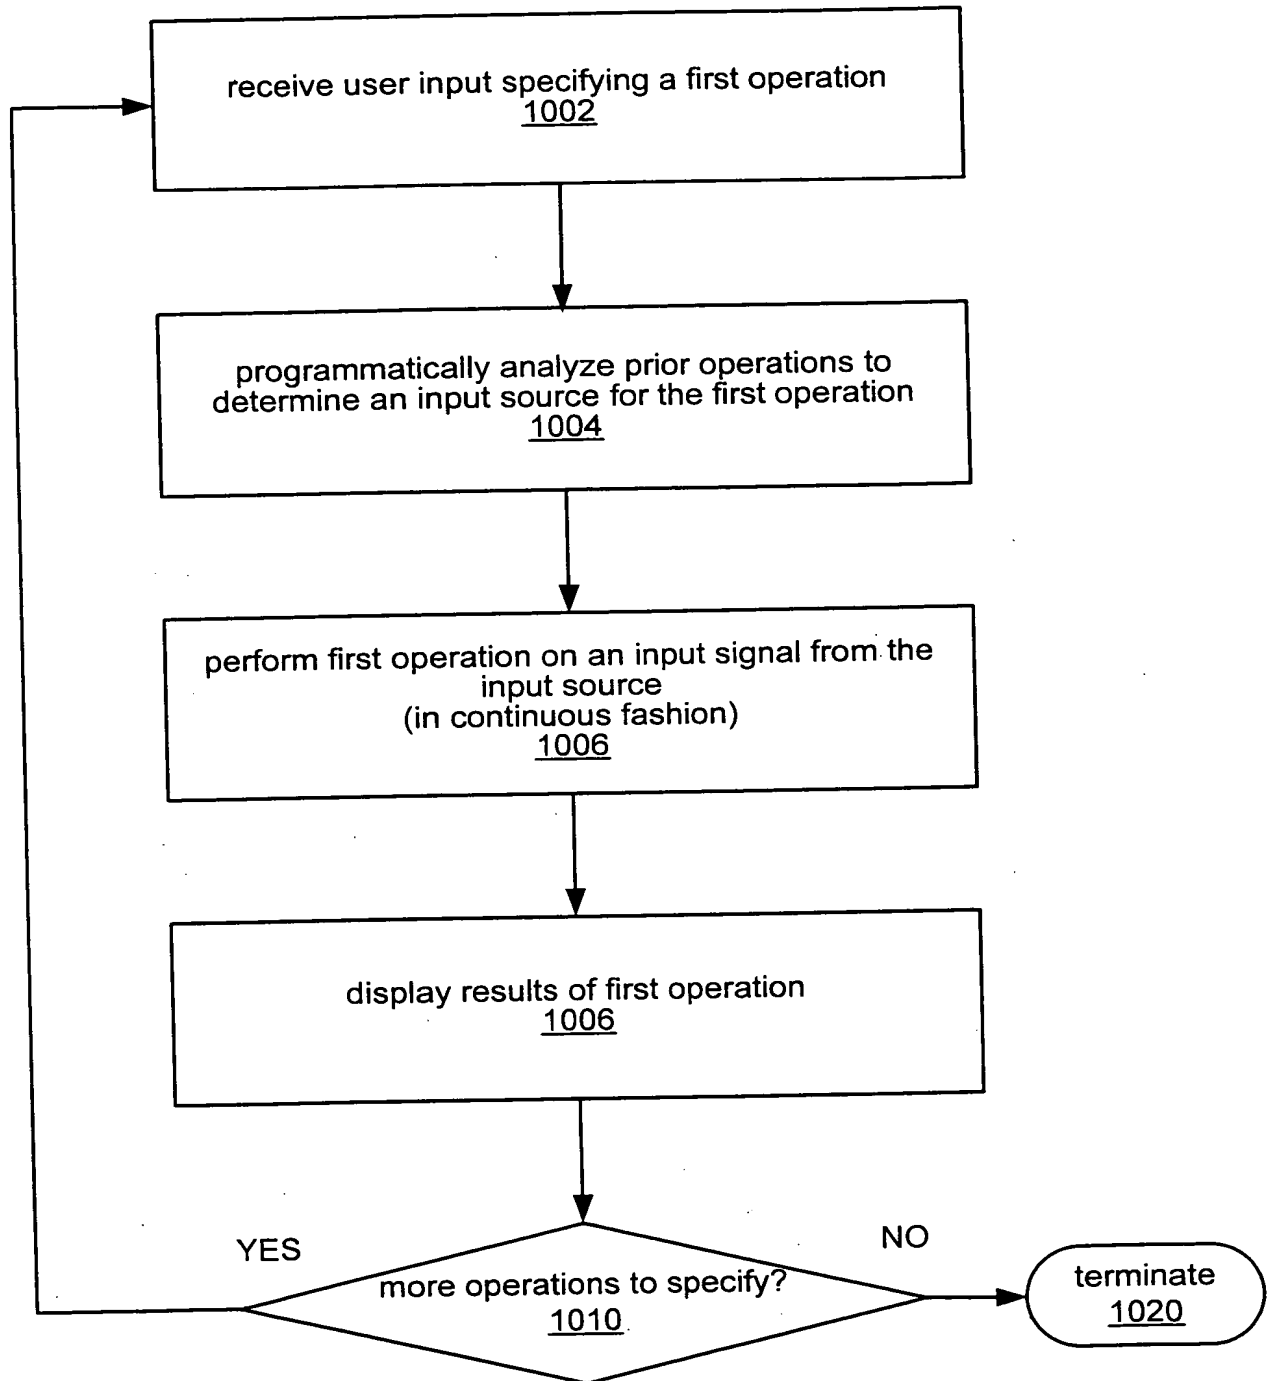 receive user input specifying a first operation
1002
programmatically analyze prior operations to
determine an input source for the first operation
1004
perform first operation on an input signal from the
input source
(in continuous fashion)
1006
display results of first operation
1006
YES
NO
more operations to specify?
1010
terminate
1020